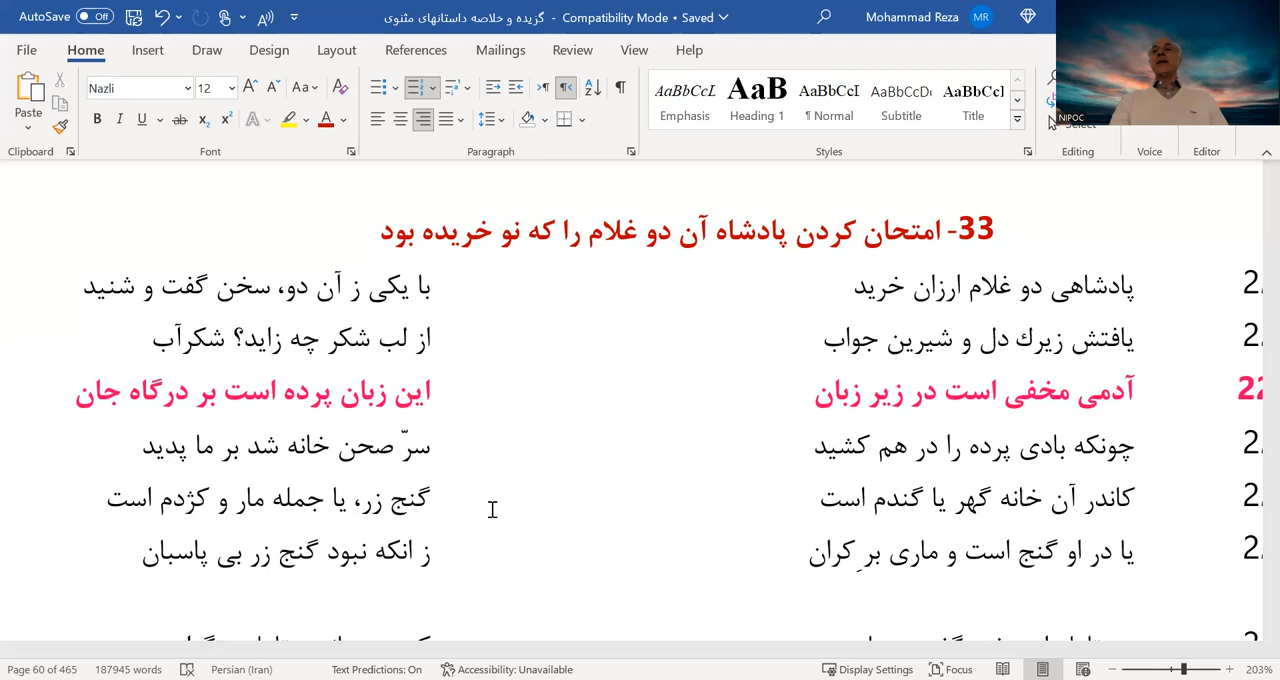 AutoSave Off گزیده و خلاصه داستانهای مثنوی - Compatibility Mode • Saved Mohammad Reza MR
File Home Insert Draw Design Layout References Mailings Review View Help
Paste Nazli 12 Aa AaBbCcI Emphasis AaB Heading 1 AaBbCcI ¶ Normal AaBbCcD Subtitle AaBbCcI Title Select
NIPOC
Clipboard Font Paragraph Styles Editing Voice Editor
33- امتحان کردن پادشاه آن دو غلام را که نو خریده بود
پادشاهی دو غلام ارزان خرید با یکی ز آن دو، سخن گفت و شنید
یافتش زیرك دل و شیرین جواب از لب شکر چه زاید؟ شکرآب
آدمی مخفی است در زیر زبان این زبان پرده است بر درگاه جان
چونکه بادی پرده را در هم کشید سرّ صحن خانه شد بر ما پدید
کاندر آن خانه گهر یا گندم است گنج زر، یا جمله مار و کژدم است
یا در او گنج است و ماری بر ِکران ز انکه نبود گنج زر بی پاسبان
Page 60 of 465 187945 words Persian (Iran) Text Predictions: On Accessibility: Unavailable Display Settings Focus 203%